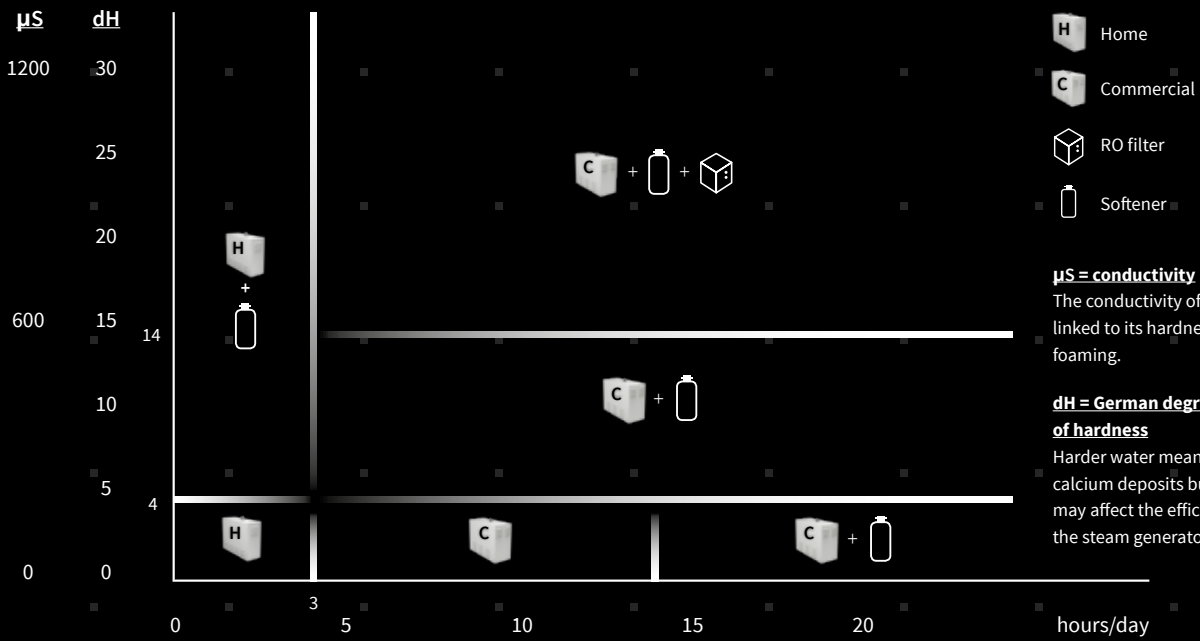 µS dH
1200 30
25
20
600 15
14
10
5
4
0 0
H
+
C + +
C +
H
C
C +
3
0 5 10 15 20 hours/day
H Home
C Commercial
RO filter
Softener
µS = conductivity
The conductivity of
linked to its hardne
foaming.
dH = German degr
of hardness
Harder water mean
calcium deposits bu
may affect the effic
the steam generato